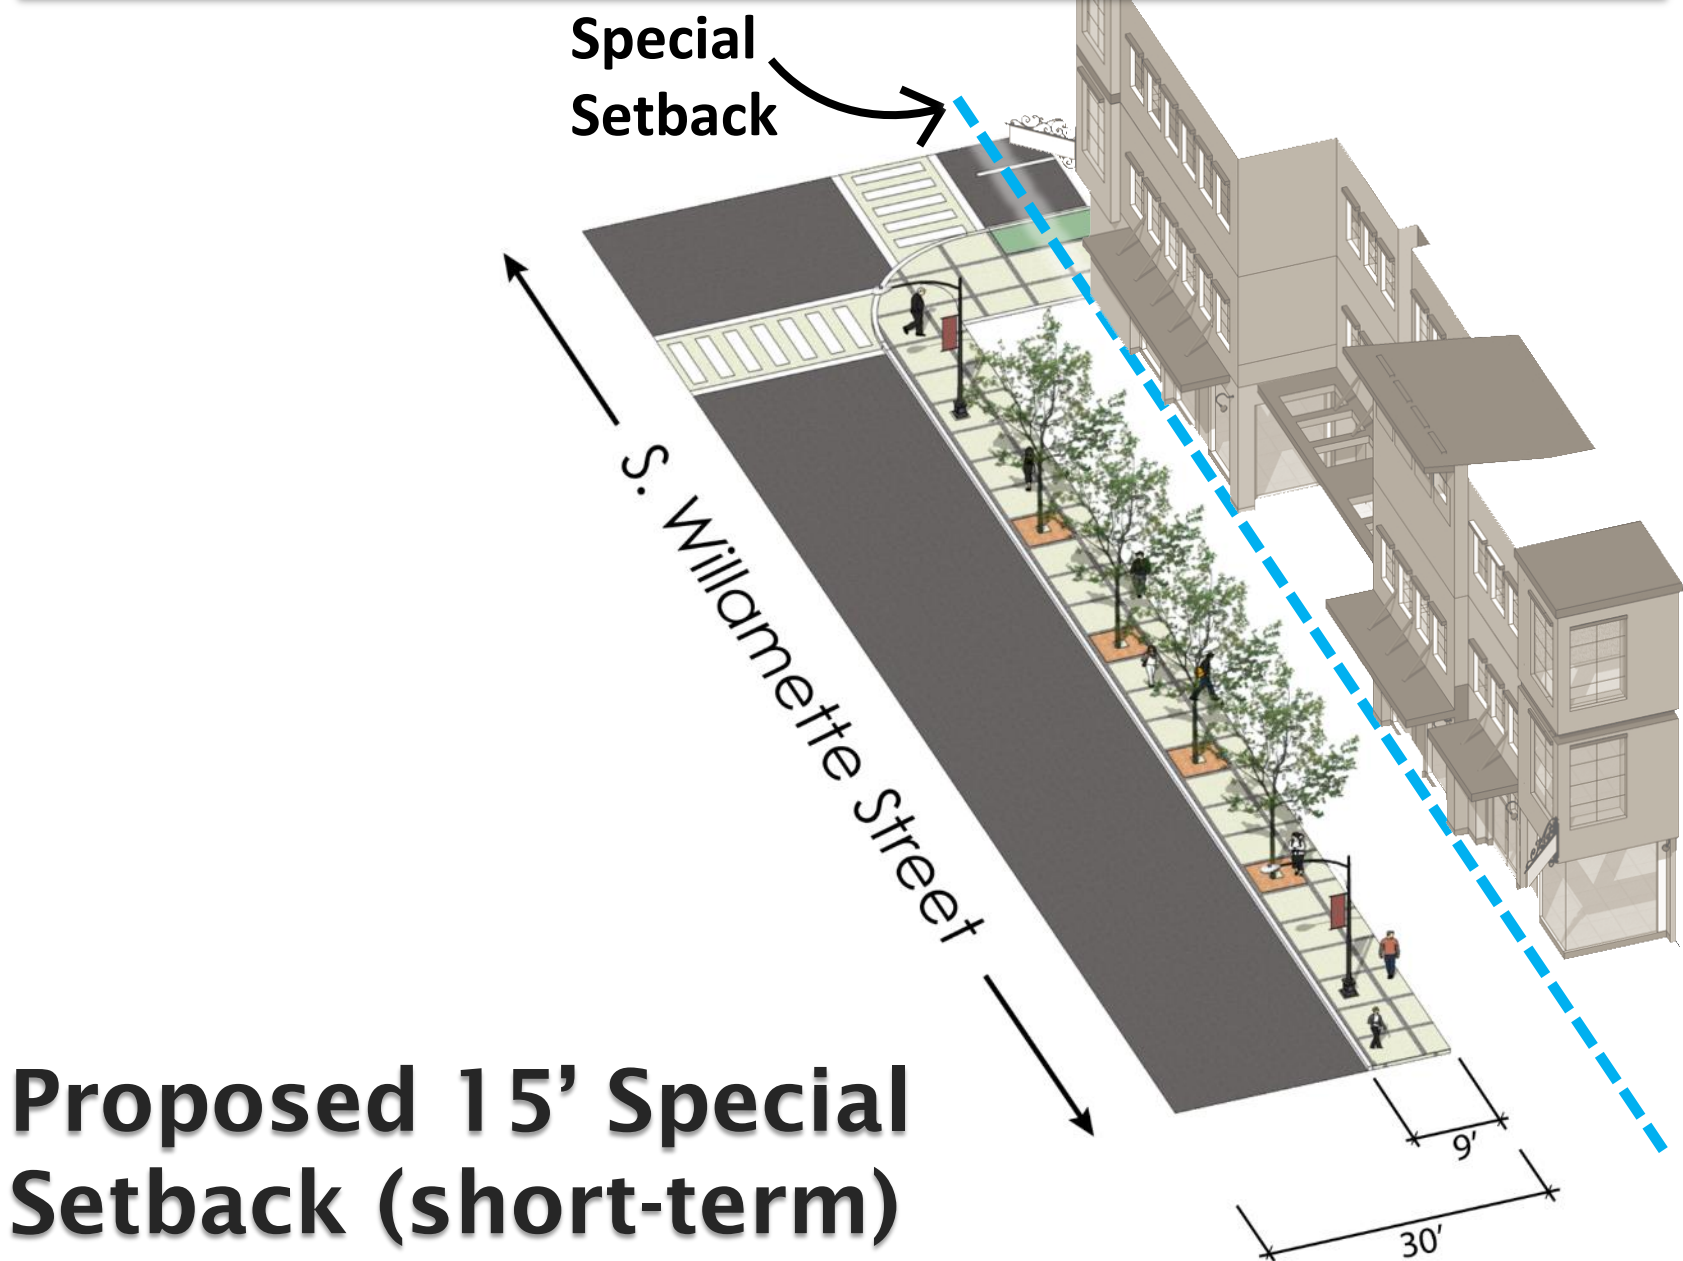 Special
Setback
S. Willamette Street
9'
30'
Proposed 15’ Special
Setback (short-term)